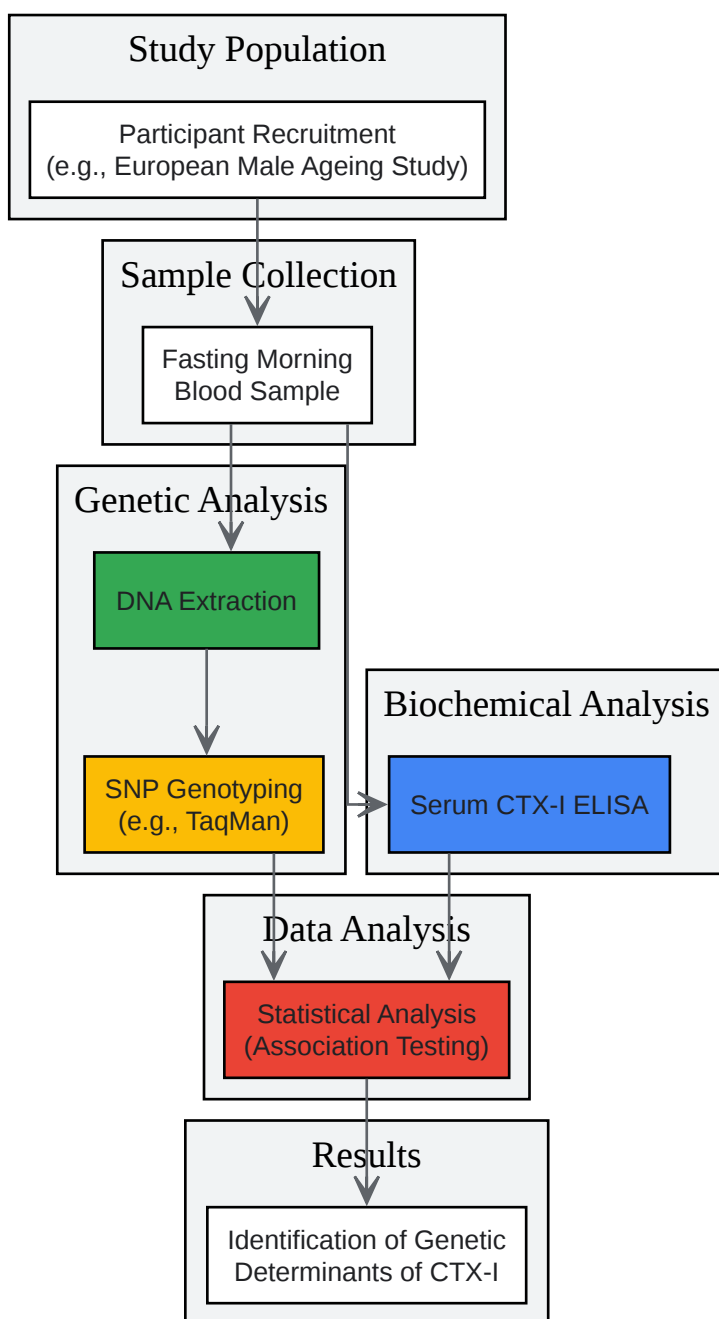 Study Population
Participant Recruitment
(e.g., European Male Ageing Study)
Sample Collection
Fasting Morning
Blood Sample
Genetic Analysis
DNA Extraction
SNP Genotyping
(e.g., TaqMan)
Biochemical Analysis
Serum CTX-I ELISA
Data Analysis
Statistical Analysis
(Association Testing)
Results
Identification of Genetic
Determinants of CTX-I